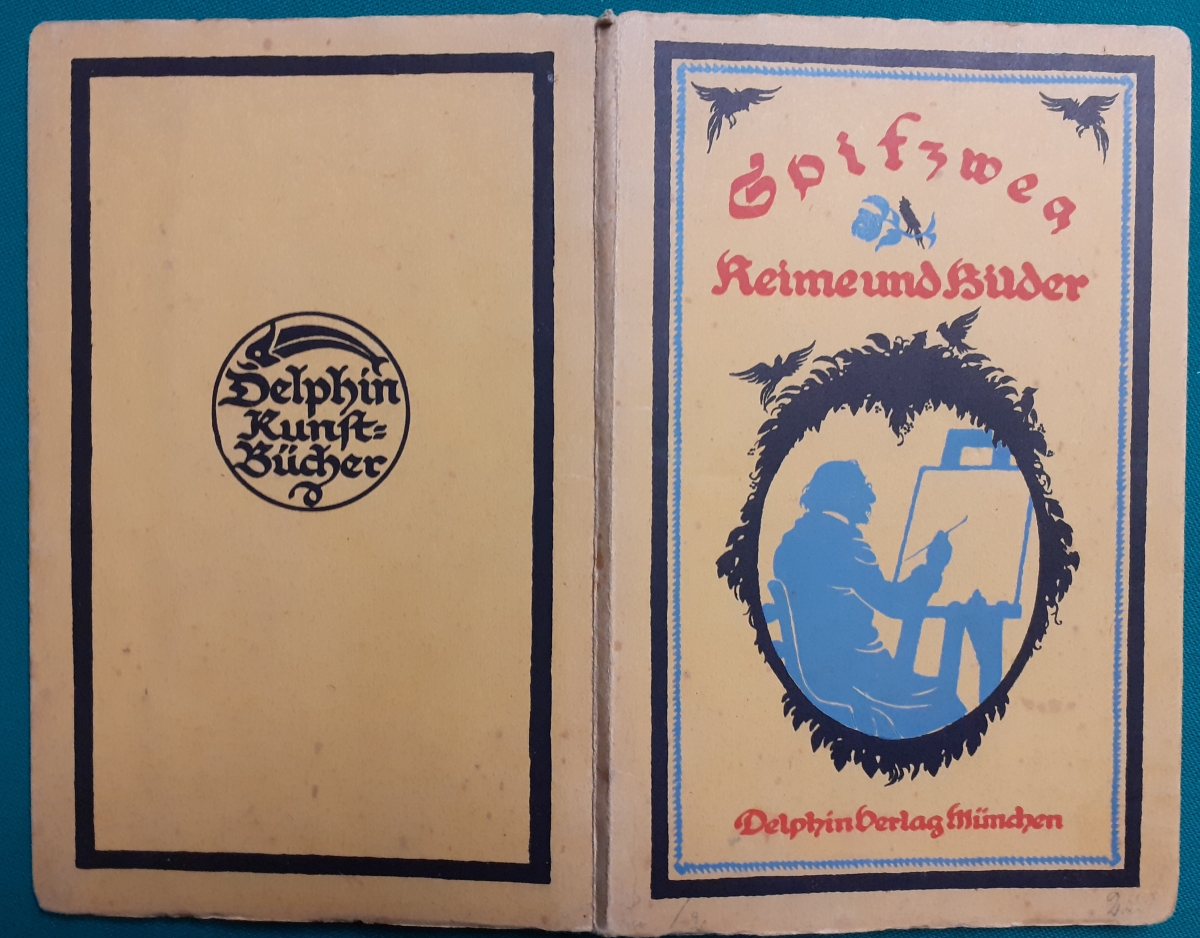 Delphin
Kunst=
Bücher
Spitzweg
Reime und Bilder
Delphin Verlag München